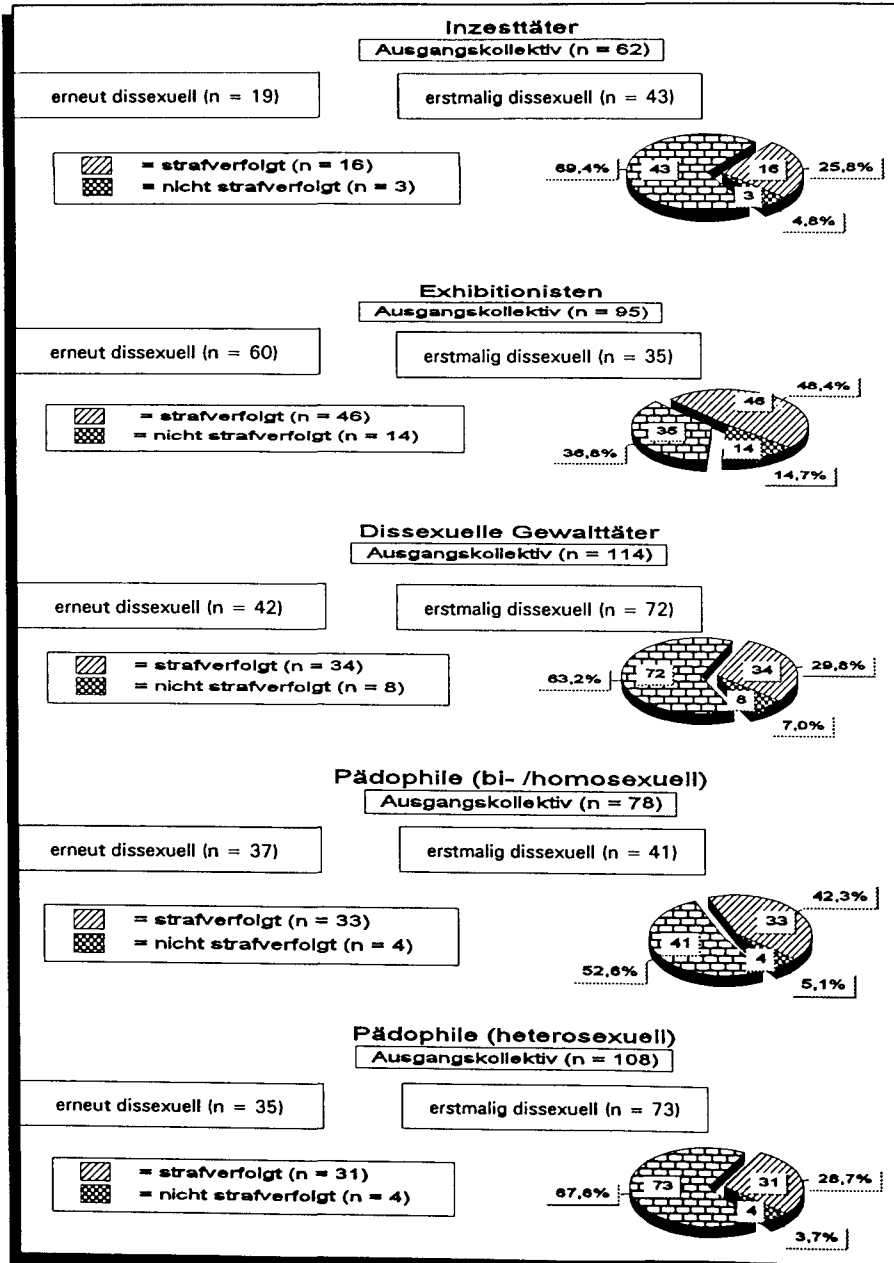 Inzesttäter
Ausgangskollektiv (n = 62)
erneut dissexuell (n = 19)
erstmalig dissexuell (n = 43)
= strafverfolgt (n = 16)
= nicht strafverfolgt (n = 3)
69,4%
43
16
25,8%
3
4,8%
Exhibitionisten
Ausgangskollektiv (n = 95)
erneut dissexuell (n = 60)
erstmalig dissexuell (n = 35)
= strafverfolgt (n = 46)
= nicht strafverfolgt (n = 14)
46
48,4%
35
36,8%
14
14,7%
Dissexuelle Gewalttäter
Ausgangskollektiv (n = 114)
erneut dissexuell (n = 42)
erstmalig dissexuell (n = 72)
= strafverfolgt (n = 34)
= nicht strafverfolgt (n = 8)
63,2%
72
34
29,8%
8
7,0%
Pädophile (bi- /homosexuell)
Ausgangskollektiv (n = 78)
erneut dissexuell (n = 37)
erstmalig dissexuell (n = 41)
= strafverfolgt (n = 33)
= nicht strafverfolgt (n = 4)
42,3%
33
41
4
52,6%
5,1%
Pädophile (heterosexuell)
Ausgangskollektiv (n = 108)
erneut dissexuell (n = 35)
erstmalig dissexuell (n = 73)
= strafverfolgt (n = 31)
= nicht strafverfolgt (n = 4)
67,6%
73
31
28,7%
4
3,7%